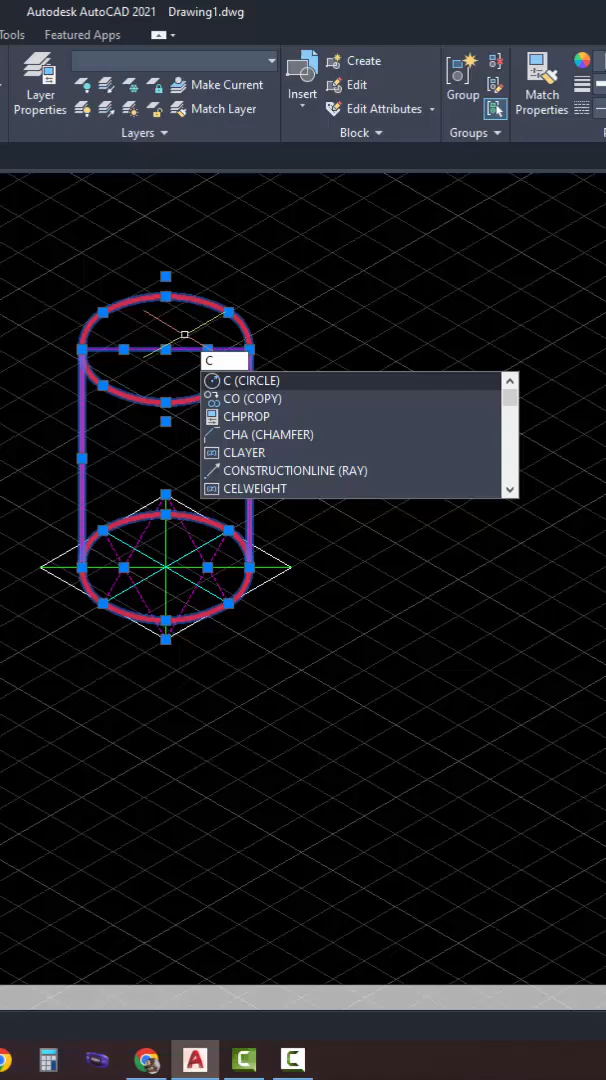 Autodesk AutoCAD 2021 Drawing1.dwg
Tools Featured Apps
Layer Properties
Make Current
Match Layer
Layers
Insert
Create
Edit
Edit Attributes
Block
Group
Groups
Match Properties
C
C (CIRCLE)
CO (COPY)
CHPROP
CHA (CHAMFER)
CLAYER
CONSTRUCTIONLINE (RAY)
CELWEIGHT